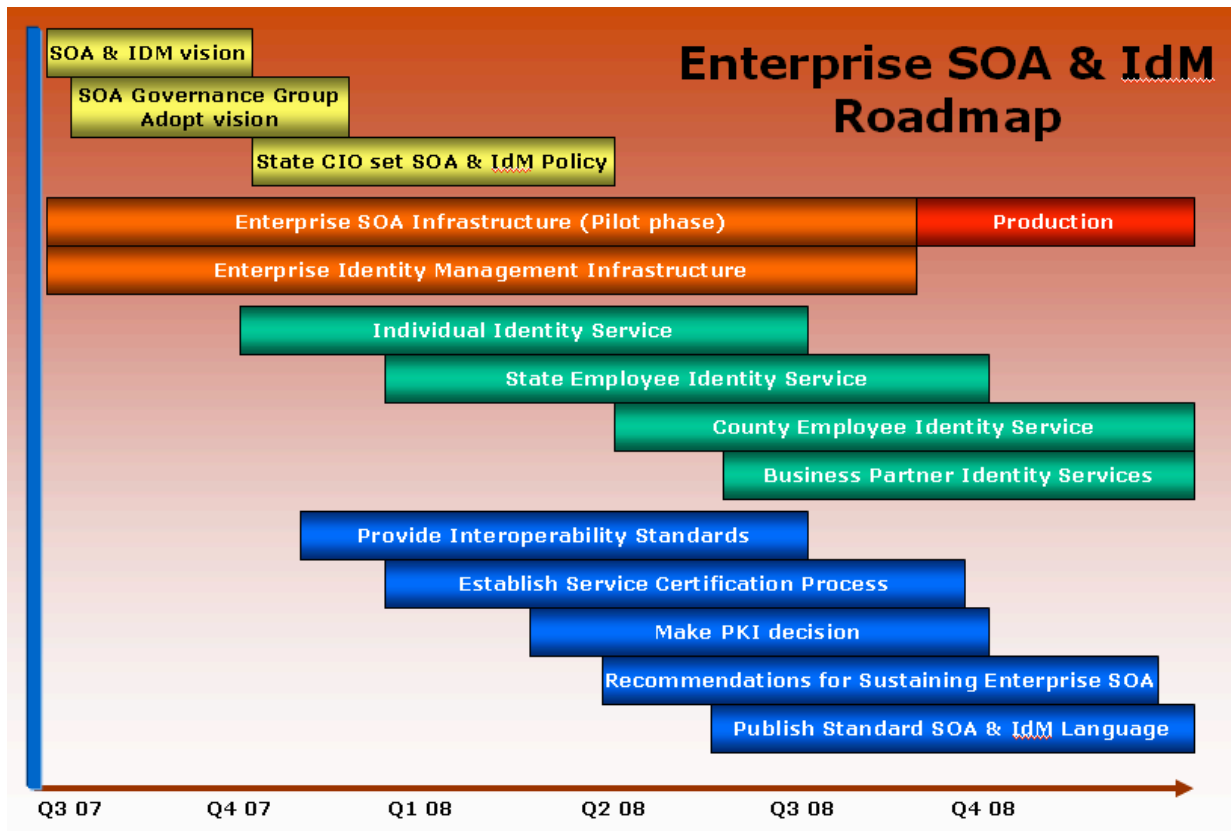 Enterprise SOA & IdM
Roadmap
SOA & IDM vision
SOA Governance Group
Adopt vision
State CIO set SOA & IdM Policy
Enterprise SOA Infrastructure (Pilot phase)
Production
Enterprise Identity Management Infrastructure
Individual Identity Service
State Employee Identity Service
County Employee Identity Service
Business Partner Identity Services
Provide Interoperability Standards
Establish Service Certification Process
Make PKI decision
Recommendations for Sustaining Enterprise SOA
Publish Standard SOA & IdM Language
Q3 07
Q4 07
Q1 08
Q2 08
Q3 08
Q4 08